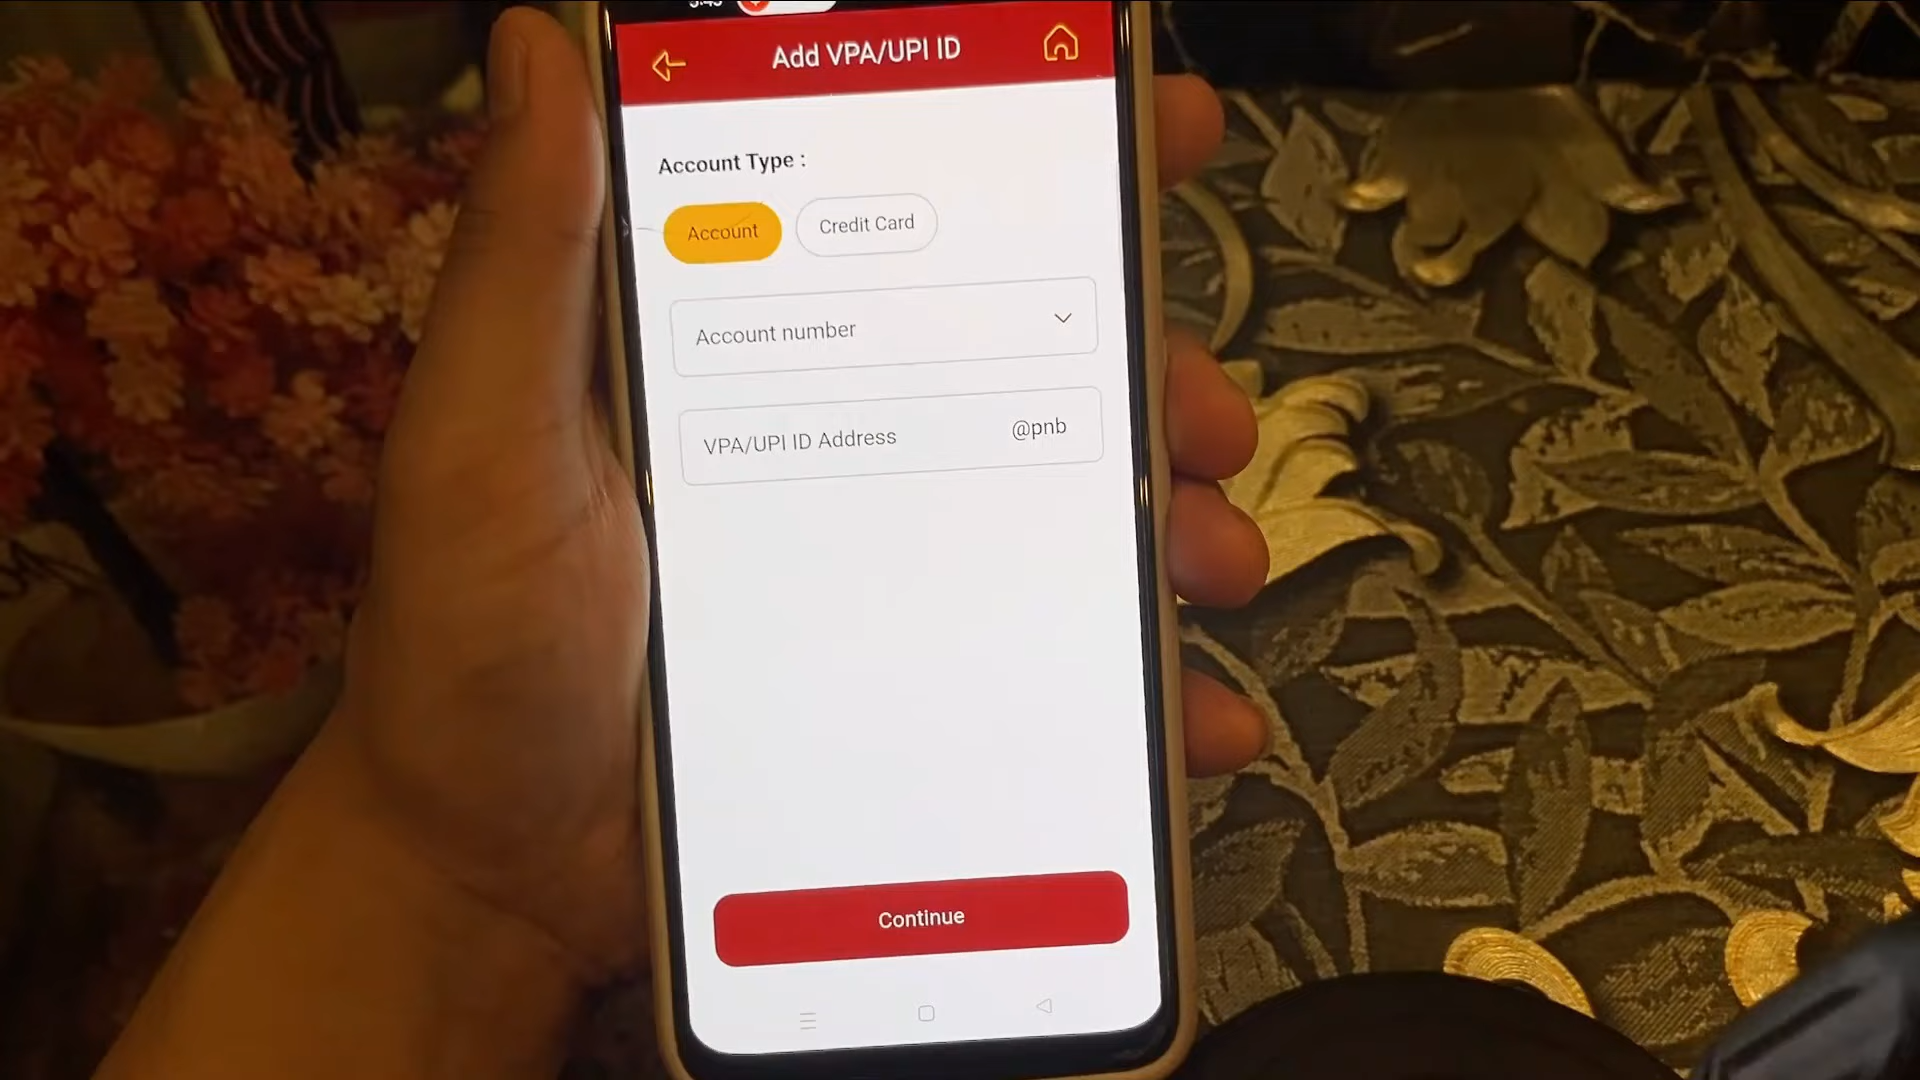 Add VPA/UPI ID
Account Type :
Account
Credit Card
Account number
VPA/UPI ID Address @pnb
Continue